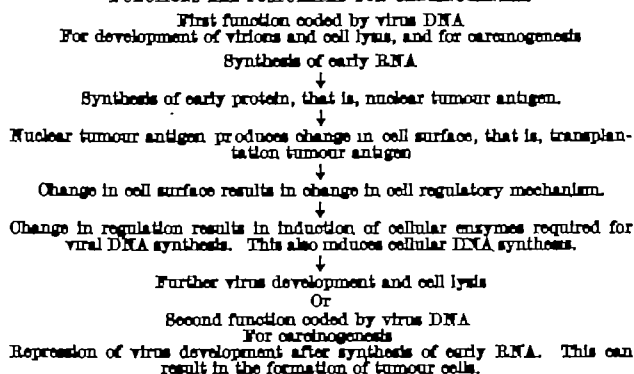 First function coded by virus DNA
For development of virions and cell lysis, and for carcinogenesis
Synthesis of early RNA
Synthesis of early protein, that is, nuclear tumour antigen.
Nuclear tumour antigen produces change in cell surface, that is, transplan-
tation tumour antigen
Change in cell surface results in change in cell regulatory mechanism.
Change in regulation results in induction of cellular enzymes required for
viral DNA synthesis. This also induces cellular DNA synthesis.
Further virus development and cell lysis
Or
Second function coded by virus DNA
For carcinogenesis
Repression of virus development after synthesis of early RNA. This can
result in the formation of tumour cells.